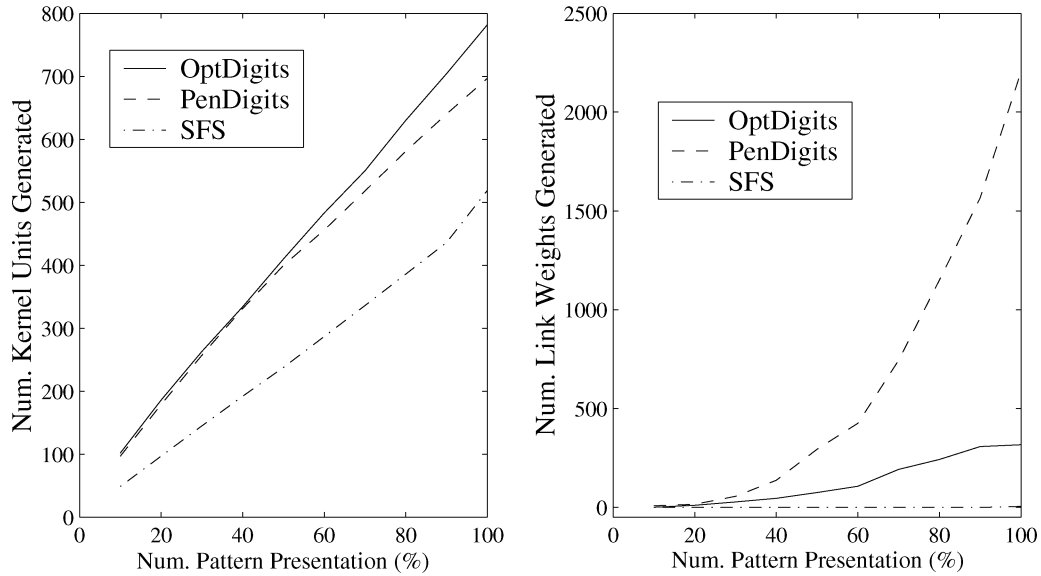 800
700
600
500
400
300
200
100
0
Num. Kernel Units Generated
OptDigits
PenDigits
SFS
0 20 40 60 80 100
Num. Pattern Presentation (%)
2500
2000
1500
1000
500
0
Num. Link Weights Generated
OptDigits
PenDigits
SFS
0 20 40 60 80 100
Num. Pattern Presentation (%)